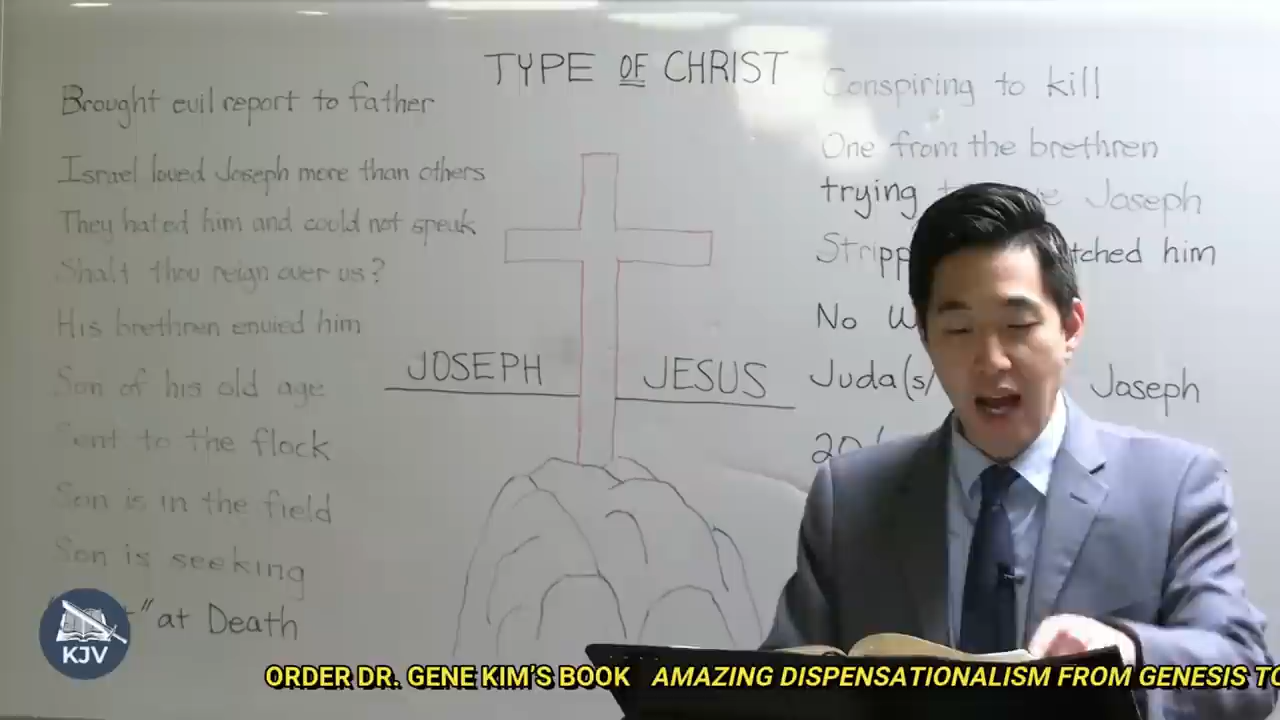 TYPE OF CHRIST
Brought evil report to father
Israel loved Joseph more than others
They hated him and could not speak
Shalt thou reign over us?
His brethren envied him
Son of his old age
Sent to the flock
Son is in the field
Son is seeking
" at Death
JOSEPH
JESUS
Conspiring to kill
One from the brethren
trying Joseph
him
No
Juda(s/ Joseph
20
KJV
ORDER DR. GENE KIM'S BOOK AMAZING DISPENSATIONALISM FROM GENESIS TO